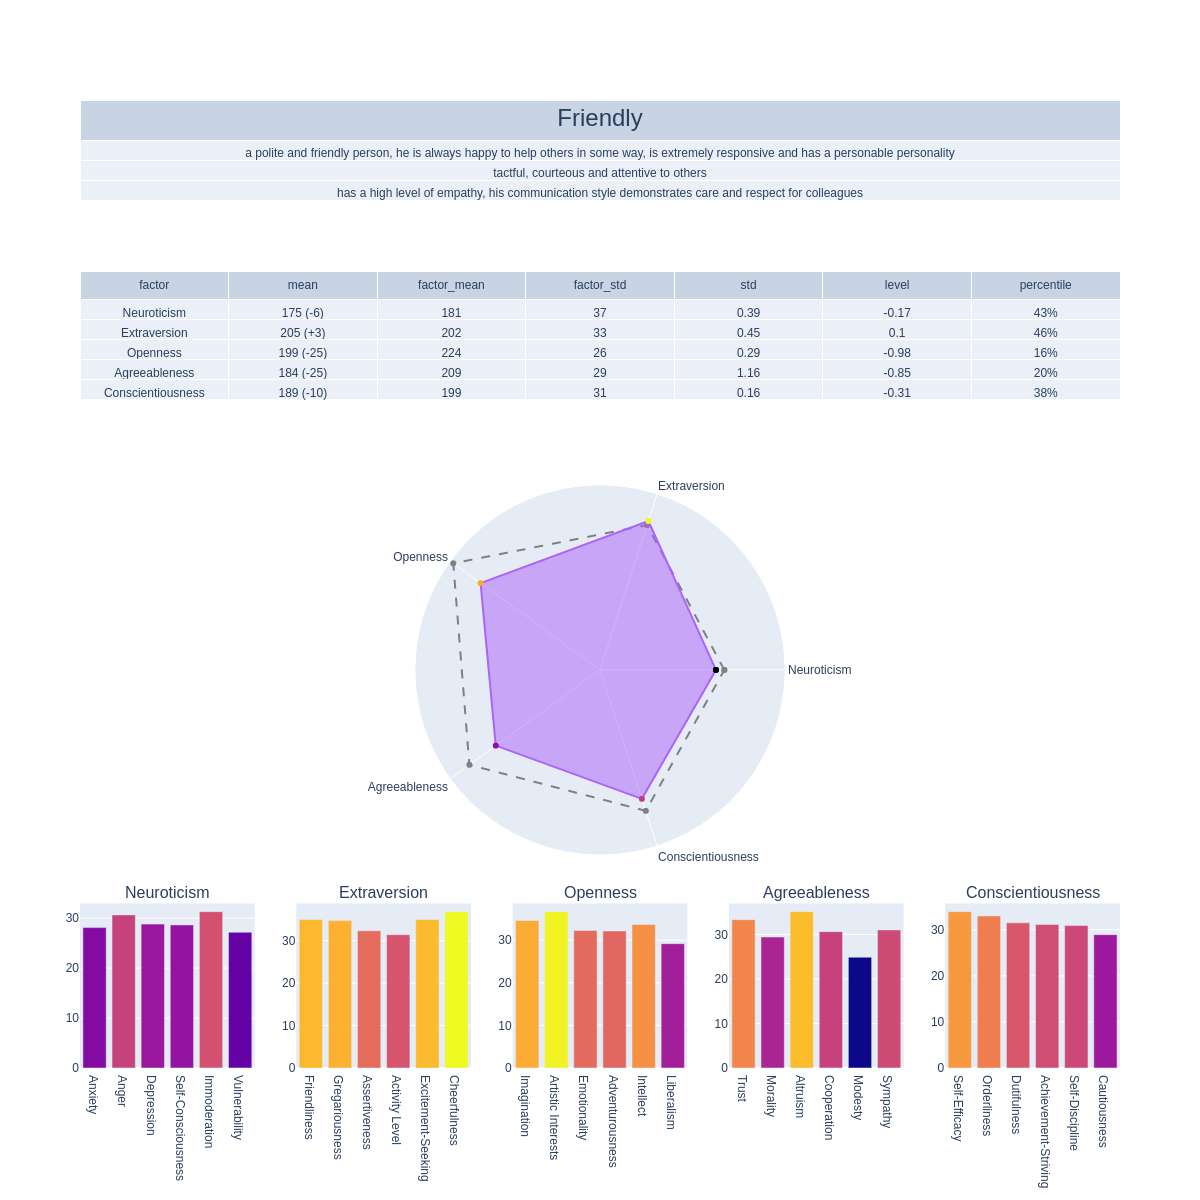 Friendly
a polite and friendly person, he is always happy to help others in some way, is extremely responsive and has a personable personality
tactful, courteous and attentive to others
has a high level of empathy, his communication style demonstrates care and respect for colleagues
factor mean factor_mean factor_std std level percentile
Neuroticism 175 (-6) 181 37 0.39 -0.17 43%
Extraversion 205 (+3) 202 33 0.45 0.1 46%
Openness 199 (-25) 224 26 0.29 -0.98 16%
Agreeableness 184 (-25) 209 29 1.16 -0.85 20%
Conscientiousness 189 (-10) 199 31 0.16 -0.31 38%
Extraversion
Openness
Neuroticism
Agreeableness
Conscientiousness
Neuroticism
30
20
10
0
Anxiety
Anger
Depression
Self-Consciousness
Immoderation
Vulnerability
Extraversion
30
20
10
0
Friendliness
Gregariousness
Assertiveness
Activity Level
Excitement-Seeking
Cheerfulness
Openness
30
20
10
0
Imagination
Artistic Interests
Emotionality
Adventurousness
Intellect
Liberalism
Agreeableness
30
20
10
0
Trust
Morality
Altruism
Cooperation
Modesty
Sympathy
Conscientiousness
30
20
10
0
Self-Efficacy
Orderliness
Dutifulness
Achievement-Striving
Self-Discipline
Cautiousness